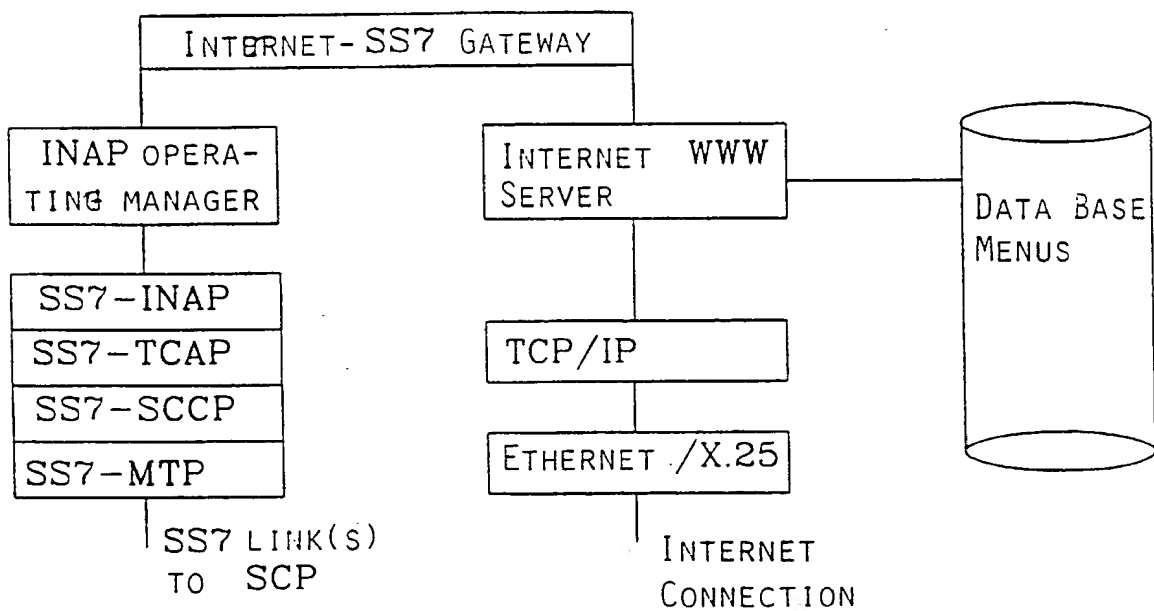 INTERNET-SS7 GATEWAY
INAP OPERA-
TING MANAGER
INTERNET WWW
SERVER
DATA BASE
MENUS
SS7-INAP
SS7-TCAP
SS7-SCCP
SS7-MTP
TCP/IP
ETHERNET /X.25
SS7 LINK(S)
TO SCP
INTERNET
CONNECTION